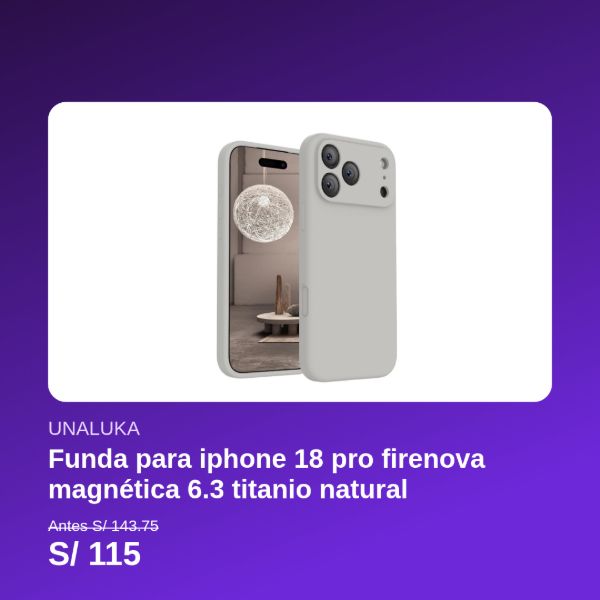 UNALUKA
Funda para iphone 18 pro firenova
magnética 6.3 titanio natural
Antes S/ 143.75
S/ 115